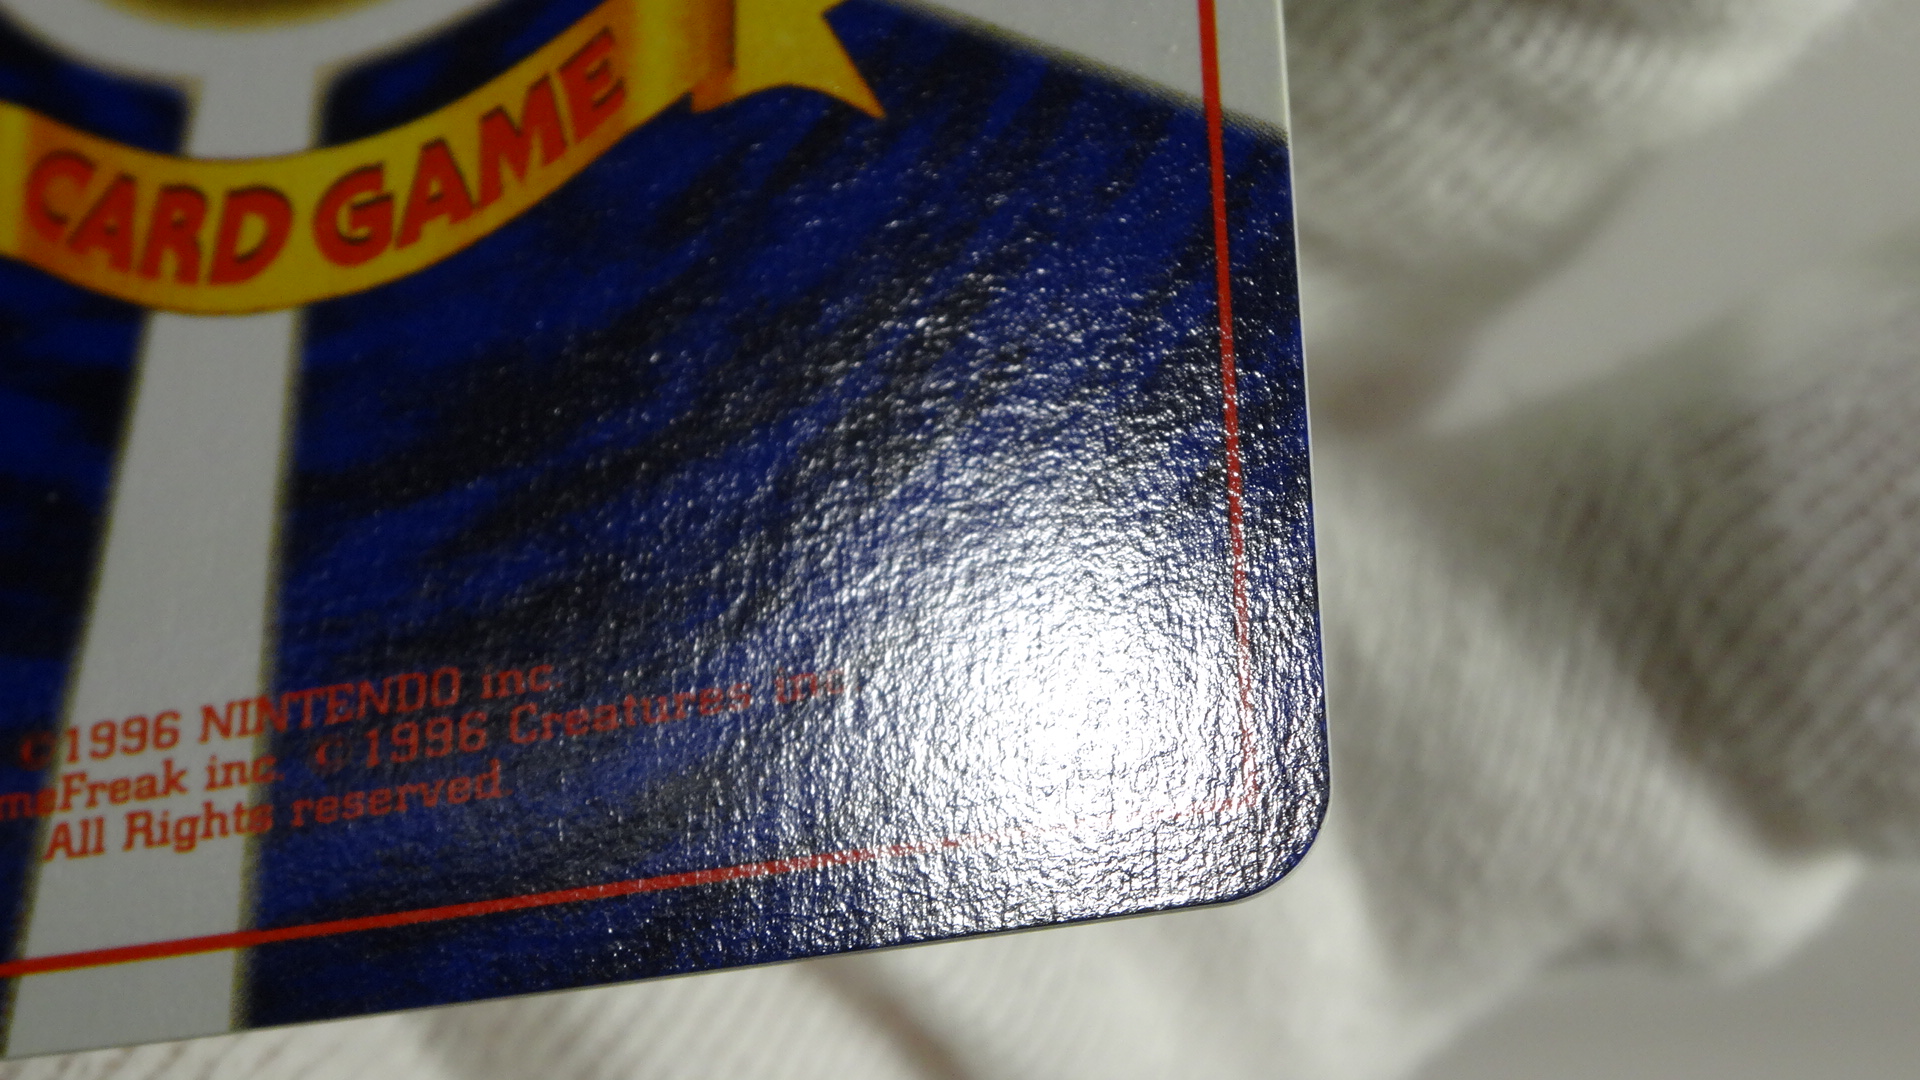 CARD GAME
©1996 NINTENDO inc.
meFreak inc. ©1996 Creatures inc.
All Rights reserved.